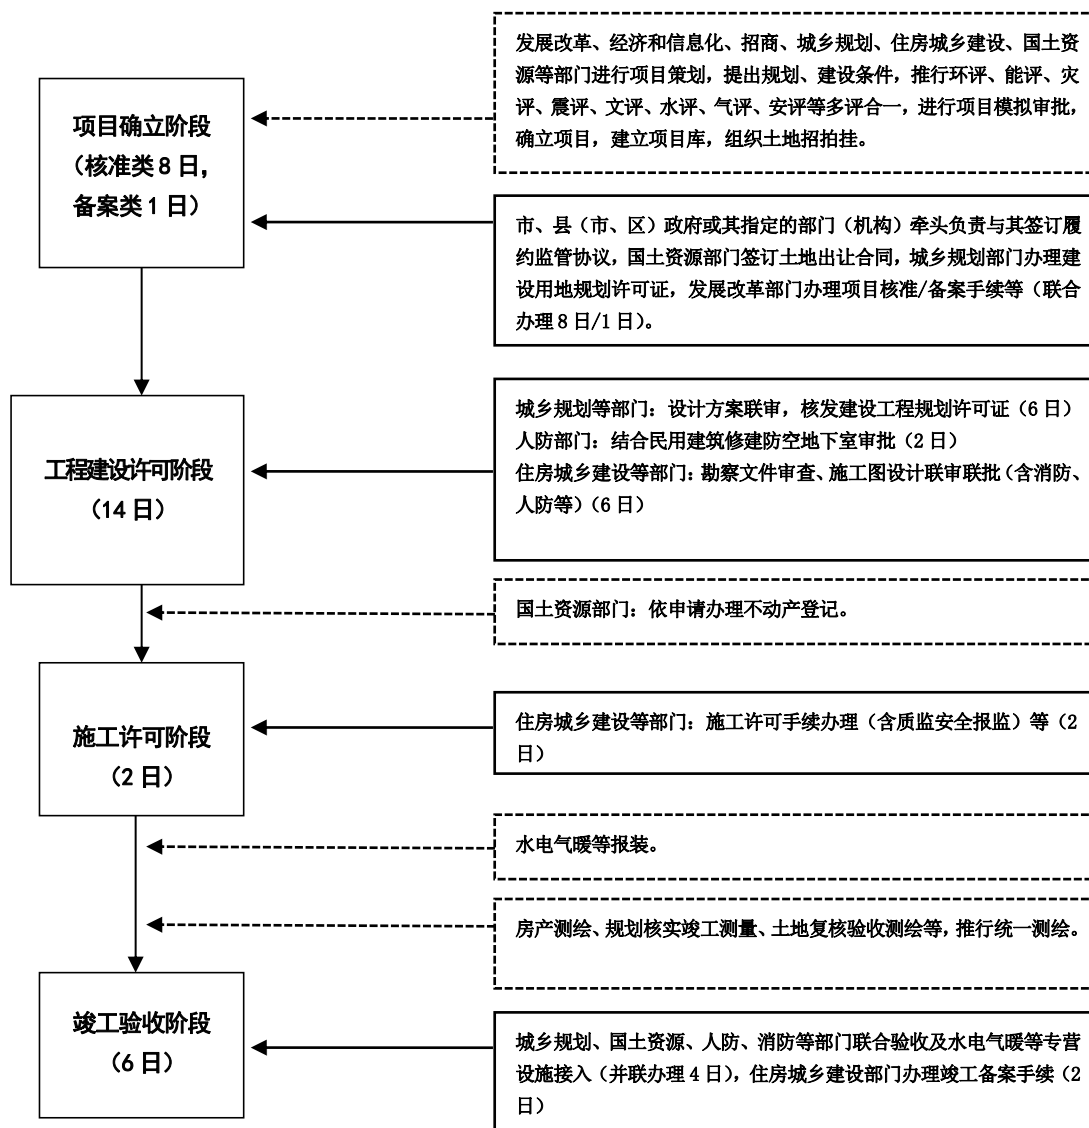 发展改革、经济和信息化、招商、城乡规划、住房城乡建设、国土资
源等部门进行项目策划，提出规划、建设条件，推行环评、能评、灾
评、震评、文评、水评、气评、安评等多评合一，进行项目模拟审批，
确立项目，建立项目库，组织土地招拍挂。
项目确立阶段
（核准类 8 日，
备案类 1 日）
市、县（市、区）政府或其指定的部门（机构）牵头负责与其签订履
约监管协议，国土资源部门签订土地出让合同，城乡规划部门办理建
设用地规划许可证，发展改革部门办理项目核准/备案手续等（联合
办理 8 日/1 日）。
城乡规划等部门：设计方案联审，核发建设工程规划许可证（6 日）
人防部门：结合民用建筑修建防空地下室审批（2 日）
住房城乡建设等部门：勘察文件审查、施工图设计联审联批（含消防、
人防等）（6 日）
工程建设许可阶段
（14 日）
国土资源部门：依申请办理不动产登记。
施工许可阶段
（2 日）
住房城乡建设等部门：施工许可手续办理（含质监安全报监）等（2
日）
水电气暖等报装。
房产测绘、规划核实竣工测量、土地复核验收测绘等，推行统一测绘。
竣工验收阶段
（6 日）
城乡规划、国土资源、人防、消防等部门联合验收及水电气暖等专营
设施接入（并联办理 4 日），住房城乡建设部门办理竣工备案手续（2
日）